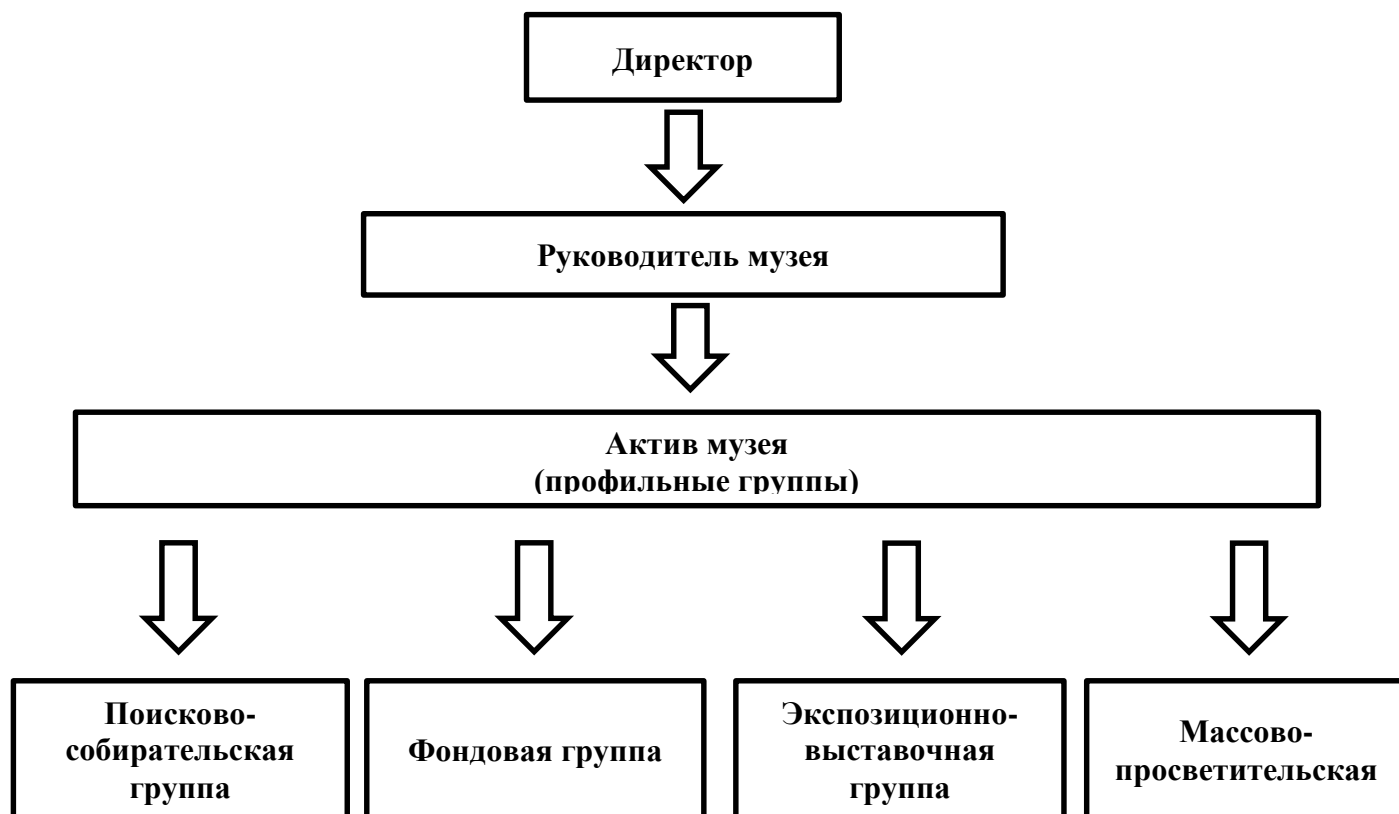 Директор
Руководитель музея
Актив музея
(профильные группы)
Поисково-
собирательская
группа
Фондовая группа
Экспозиционно-
выставочная
группа
Массово-
просветительская